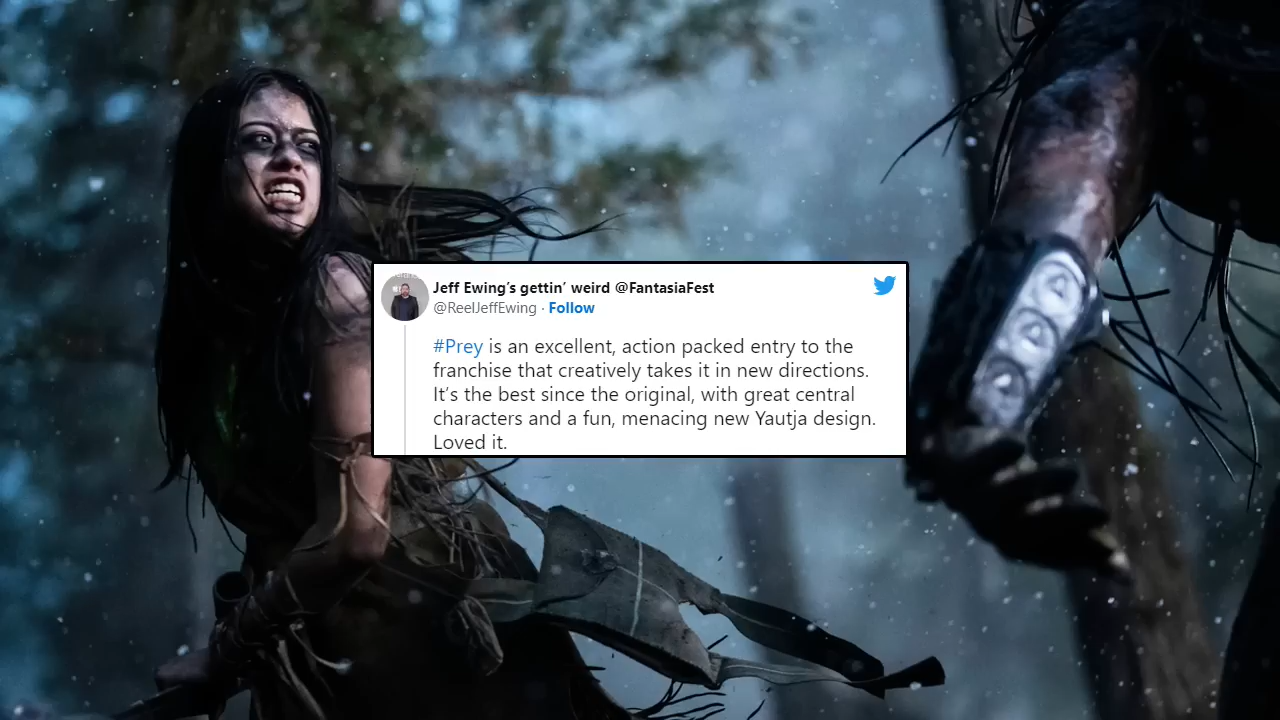 Jeff Ewing’s gettin’ weird @FantasiaFest
@ReelJeffEwing · Follow
#Prey is an excellent, action packed entry to the
franchise that creatively takes it in new directions.
It’s the best since the original, with great central
characters and a fun, menacing new Yautja design.
Loved it.